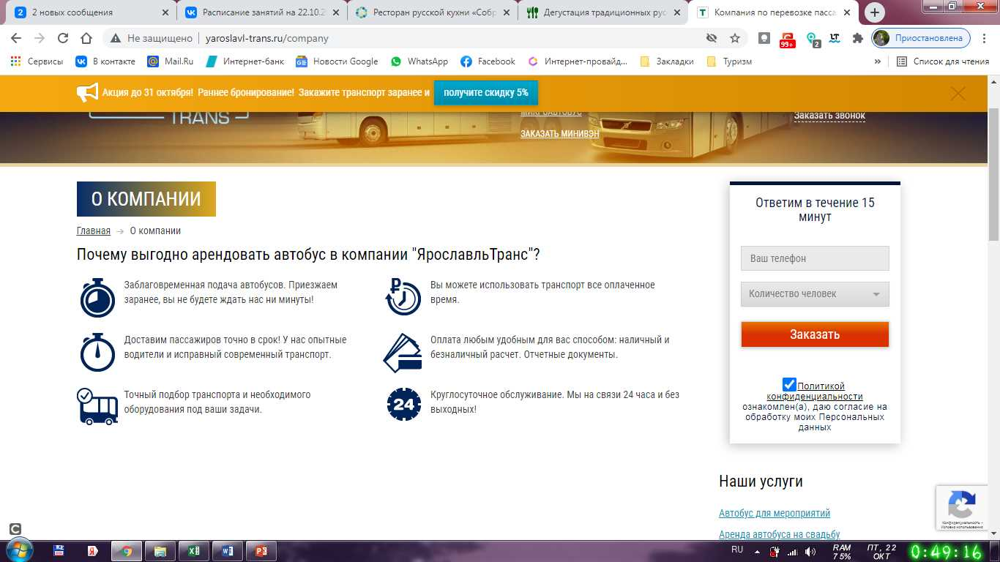 2 новых сообщения
Расписание занятий на 22.10.2
Ресторан русской кухни «Собр
Дегустация традиционных рус
Компания по перевозке пасса
Не защищено
yaroslavl-trans.ru/company
99+
2
LT
Приостановлена
Сервисы
В контакте
Mail.Ru
Интернет-банк
Новости Google
WhatsApp
Facebook
Интернет-провайд...
Закладки
Туризм
»
Список для чтения
Акция до 31 октября! Раннее бронирование! Закажите транспорт заранее и
получите скидку 5%
TRANS
МИКРОАВТОБУС
ЗАКАЗАТЬ МИНИВЭН
Заказать звонок
О КОМПАНИИ
Главная → О компании
Почему выгодно арендовать автобус в компании "ЯрославльТранс"?
Заблаговременная подача автобусов. Приезжаем
заранее, вы не будете ждать нас ни минуты!
Вы можете использовать транспорт все оплаченное
время.
Доставим пассажиров точно в срок! У нас опытные
водители и исправный современный транспорт.
Оплата любым удобным для вас способом: наличный и
безналичный расчет. Отчетные документы.
Точный подбор транспорта и необходимого
оборудования под ваши задачи.
24
Круглосуточное обслуживание. Мы на связи 24 часа и без
выходных!
Ответим в течение 15
минут
Ваш телефон
Количество человек
Заказать
Политикой
конфиденциальности
ознакомлен(а), даю согласие на
обработку моих Персональных
данных
Наши услуги
Автобус для мероприятий
Аренда автобуса на свадьбу
Конфиденциальность -
Условия использования
RU
RAM
75%
ПТ, 22
ОКТ
0:49:16